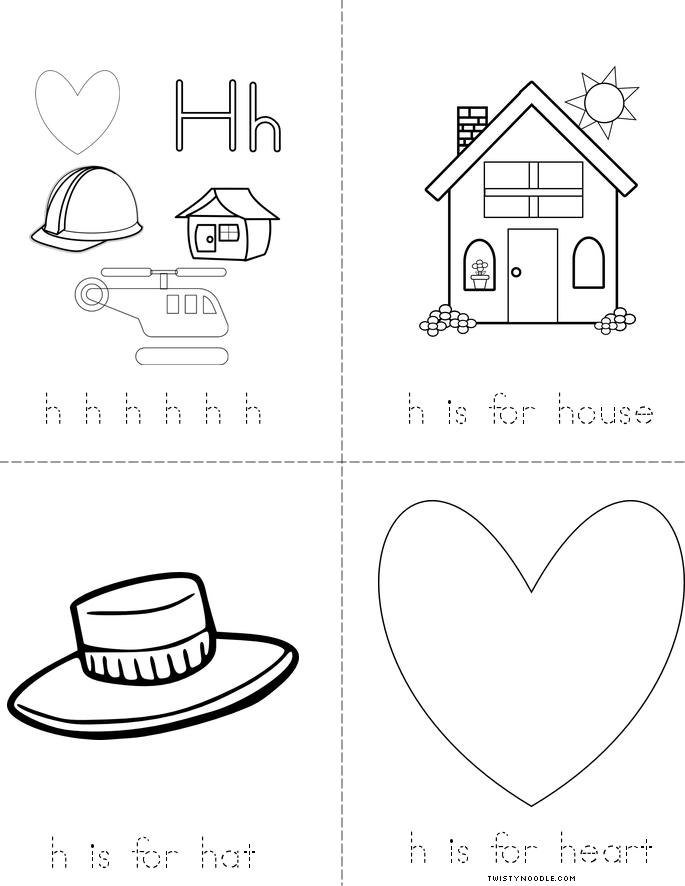 Hh
h h h h h h
h is for house
h is for hat
h is for heart
TWISTYNOODLE.COM